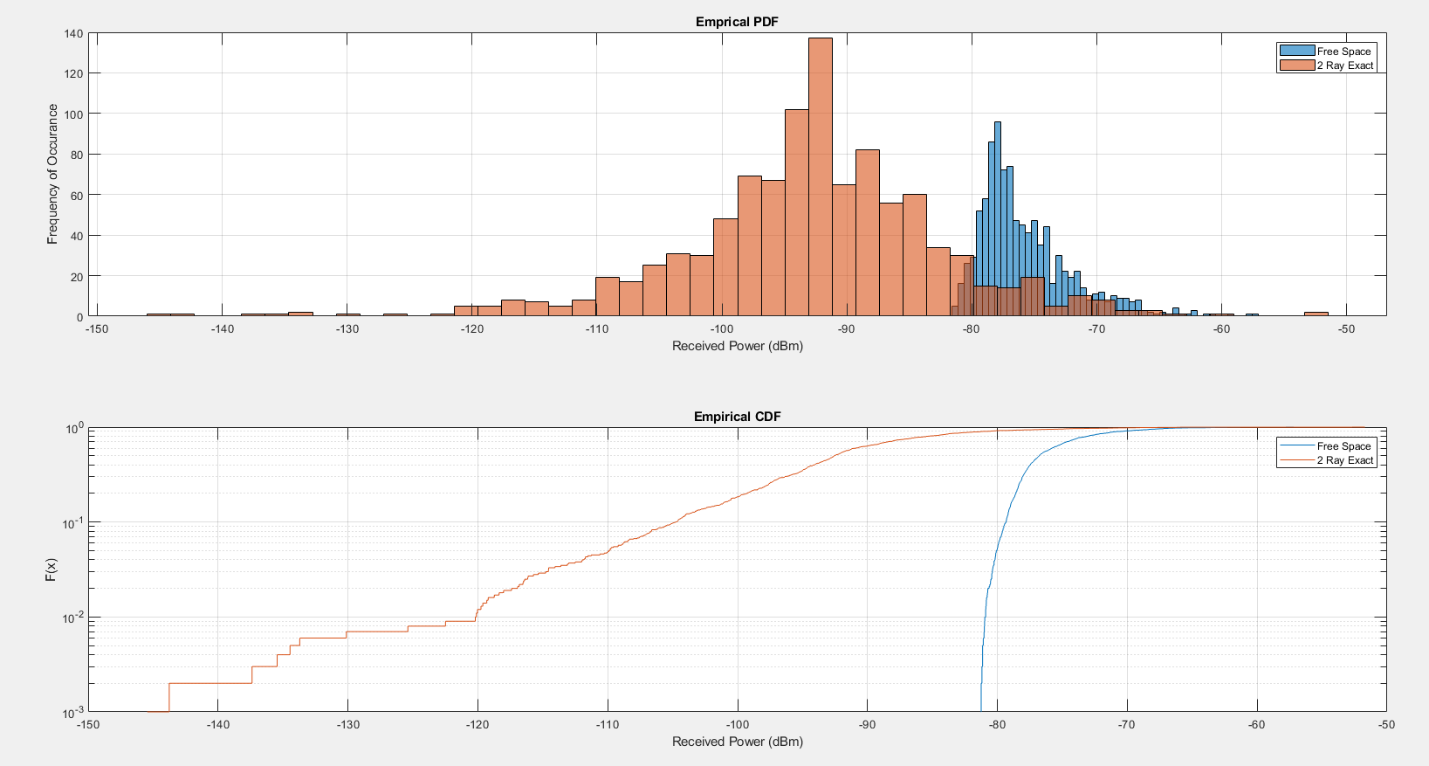 Emprical PDF
Frequency of Occurance
140
120
100
80
60
40
20
0
Free Space
2 Ray Exact
-150 -140 -130 -120 -110 -100 -90 -80 -70 -60 -50
Received Power (dBm)
Empirical CDF
F(x)
10^0
10^-1
10^-2
10^-3
Free Space
2 Ray Exact
-150 -140 -130 -120 -110 -100 -90 -80 -70 -60 -50
Received Power (dBm)